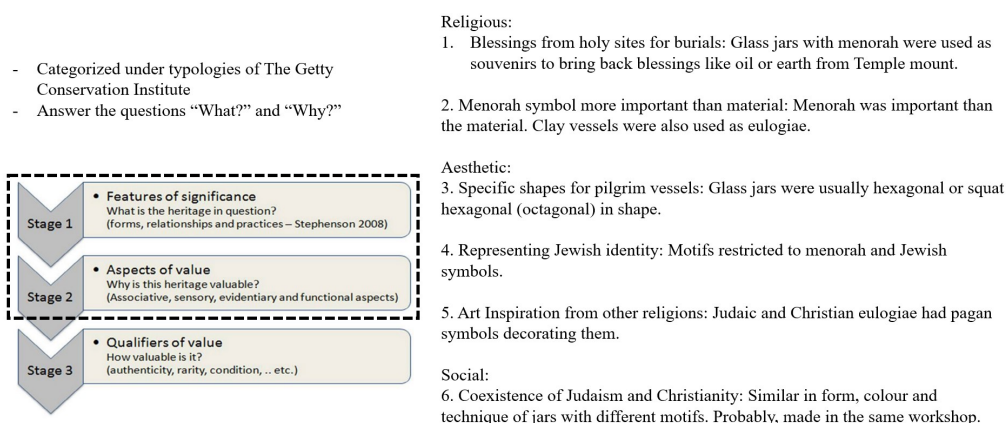 - Categorized under typologies of The Getty
Conservation Institute
- Answer the questions “What?” and “Why?”
Stage 1
• Features of significance
What is the heritage in question?
(forms, relationships and practices – Stephenson 2008)
Stage 2
• Aspects of value
Why is this heritage valuable?
(Associative, sensory, evidentiary and functional aspects)
Stage 3
• Qualifiers of value
How valuable is it?
(authenticity, rarity, condition, .. etc.)
Religious:
1. Blessings from holy sites for burials: Glass jars with menorah were used as
souvenirs to bring back blessings like oil or earth from Temple mount.
2. Menorah symbol more important than material: Menorah was important than
the material. Clay vessels were also used as eulogiae.
Aesthetic:
3. Specific shapes for pilgrim vessels: Glass jars were usually hexagonal or squat
hexagonal (octagonal) in shape.
4. Representing Jewish identity: Motifs restricted to menorah and Jewish
symbols.
5. Art Inspiration from other religions: Judaic and Christian eulogiae had pagan
symbols decorating them.
Social:
6. Coexistence of Judaism and Christianity: Similar in form, colour and
technique of jars with different motifs. Probably, made in the same workshop.